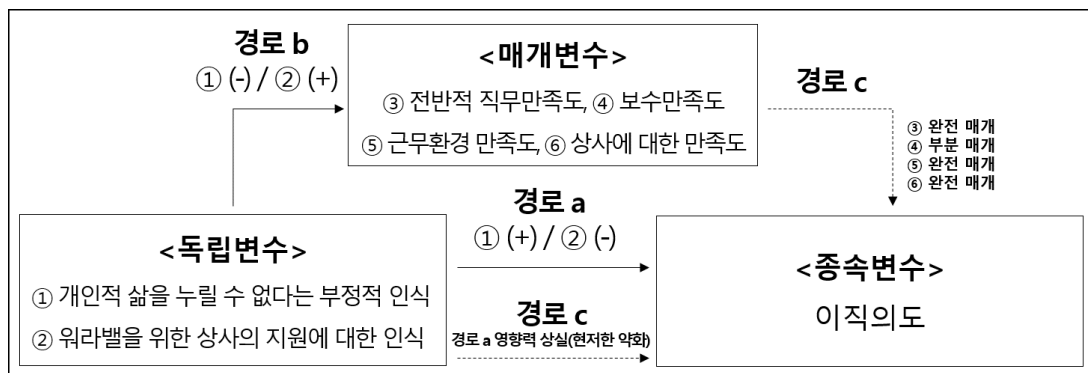 경로 b
① (-) / ② (+)
<매개변수>
③ 전반적 직무만족도, ④ 보수만족도
⑤ 근무환경 만족도, ⑥ 상사에 대한 만족도
경로 c
③ 완전 매개
④ 부분 매개
⑤ 완전 매개
⑥ 완전 매개
경로 a
① (+) / ② (-)
<독립변수>
① 개인적 삶을 누릴 수 없다는 부정적 인식
② 워라밸을 위한 상사의 지원에 대한 인식
경로 c
경로 a 영향력 상실(현저한 약화)
<종속변수>
이직의도